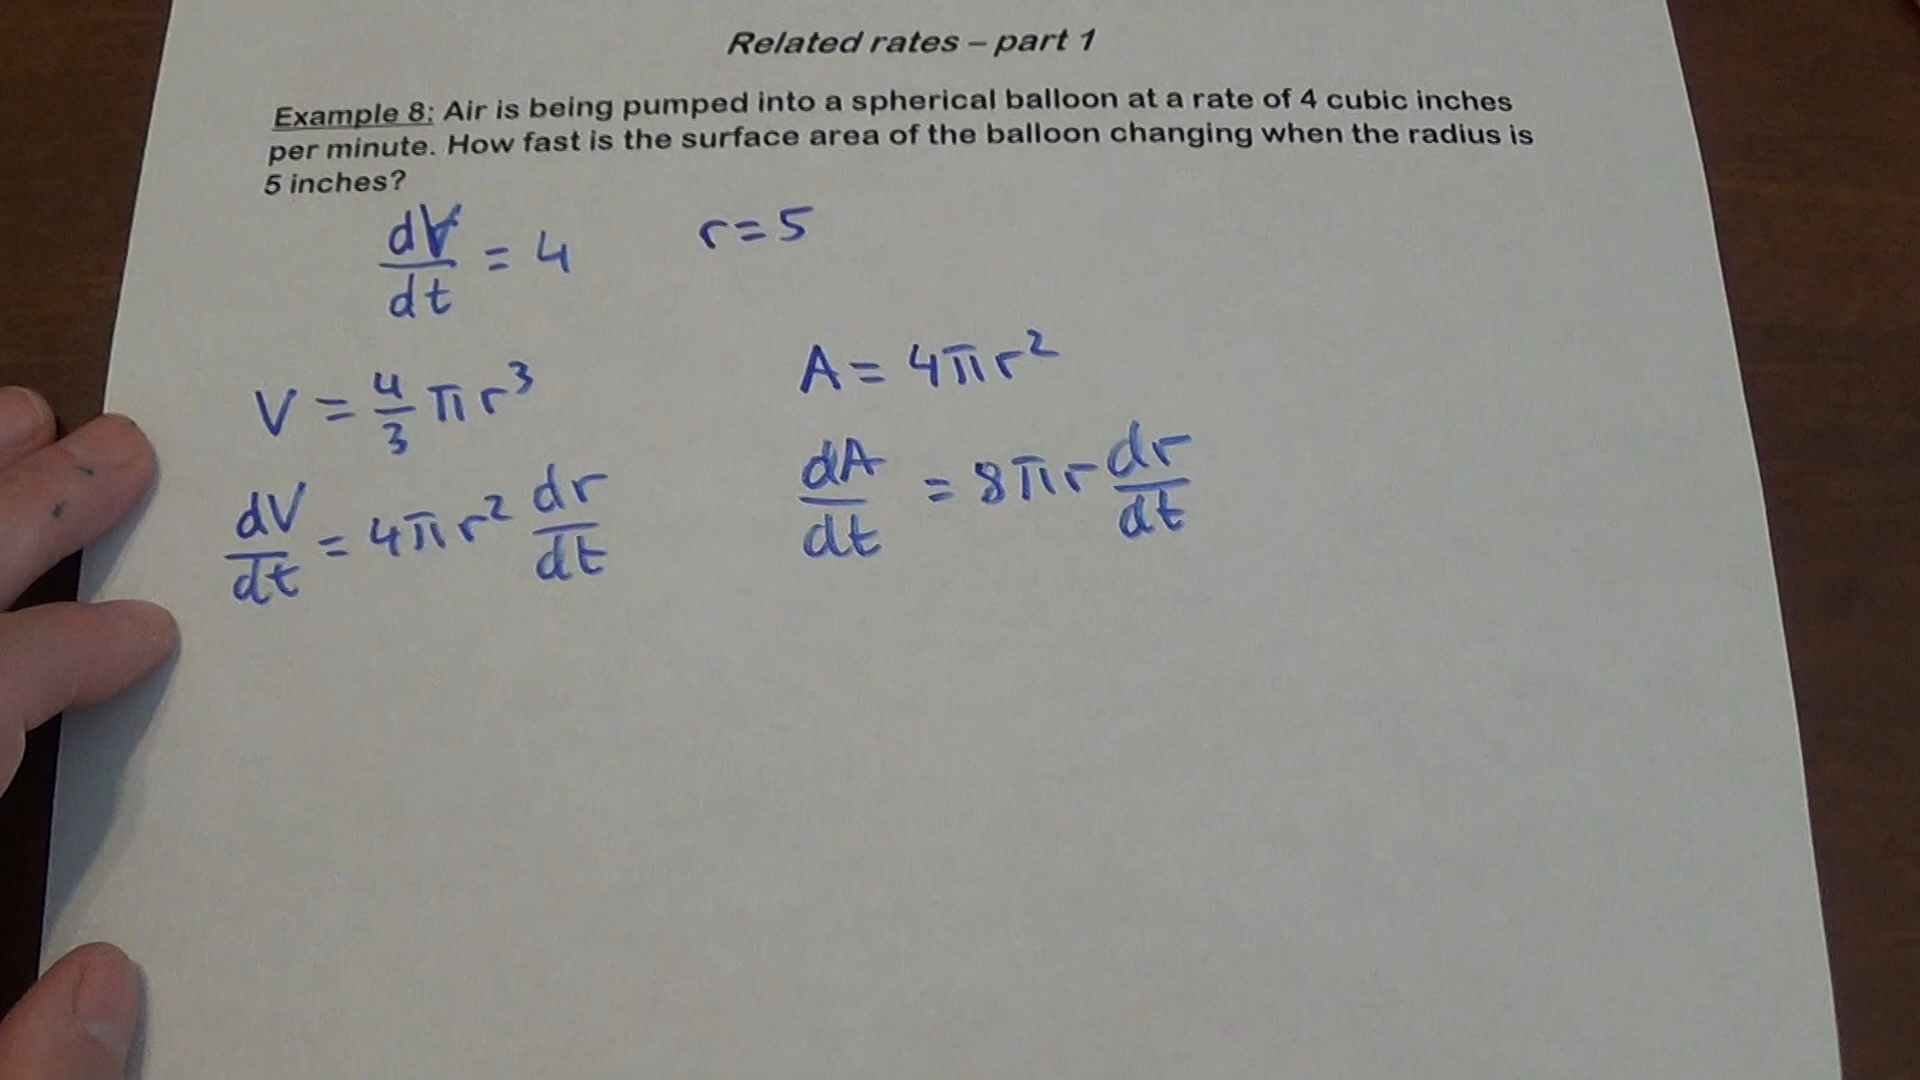 Related rates – part 1
Example 8: Air is being pumped into a spherical balloon at a rate of 4 cubic inches
per minute. How fast is the surface area of the balloon changing when the radius is
5 inches?
dV/dt = 4 r = 5
V = 4/3 πr³ A = 4πr²
dV/dt = 4πr² dr/dt dA/dt = 8πr dr/dt